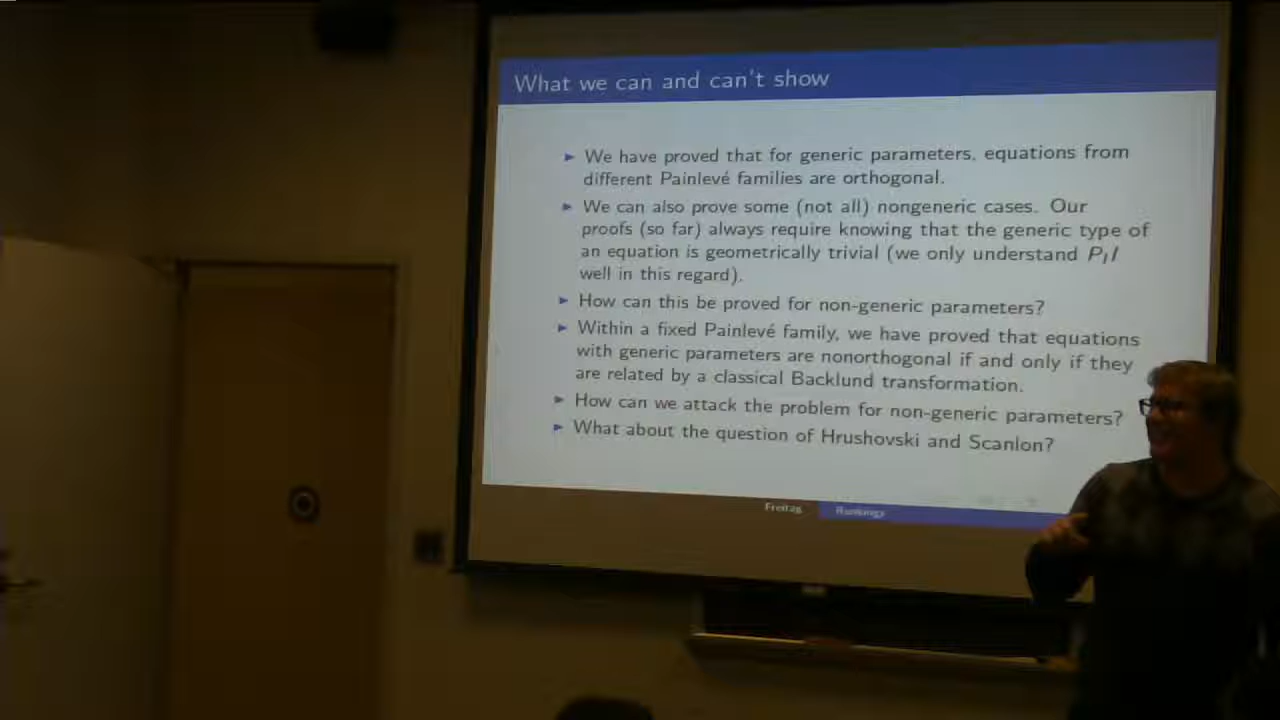 What we can and can't show
► We have proved that for generic parameters, equations from
different Painlevé families are orthogonal.
► We can also prove some (not all) nongeneric cases. Our
proofs (so far) always require knowing that the generic type of
an equation is geometrically trivial (we only understand P_I I
well in this regard).
► How can this be proved for non-generic parameters?
► Within a fixed Painlevé family, we have proved that equations
with generic parameters are nonorthogonal if and only if they
are related by a classical Backlund transformation.
► How can we attack the problem for non-generic parameters?
► What about the question of Hrushovski and Scanlon?
Freitag Rankings